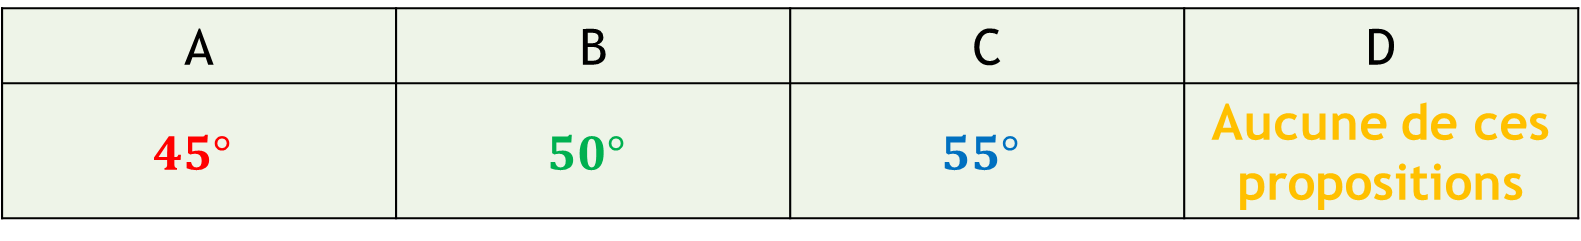 A B C D
45° 50° 55° Aucune de ces
propositions